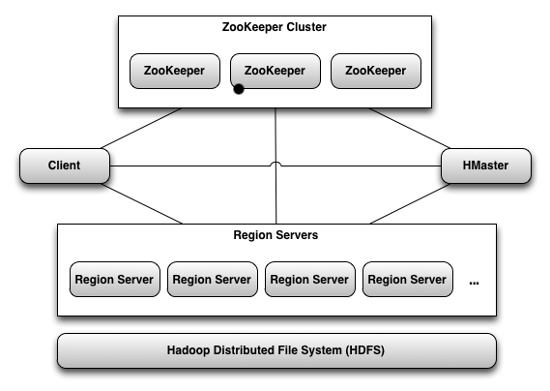 ZooKeeper Cluster
ZooKeeper ZooKeeper ZooKeeper
Client HMaster
Region Servers
Region Server Region Server Region Server Region Server ...
Hadoop Distributed File System (HDFS)